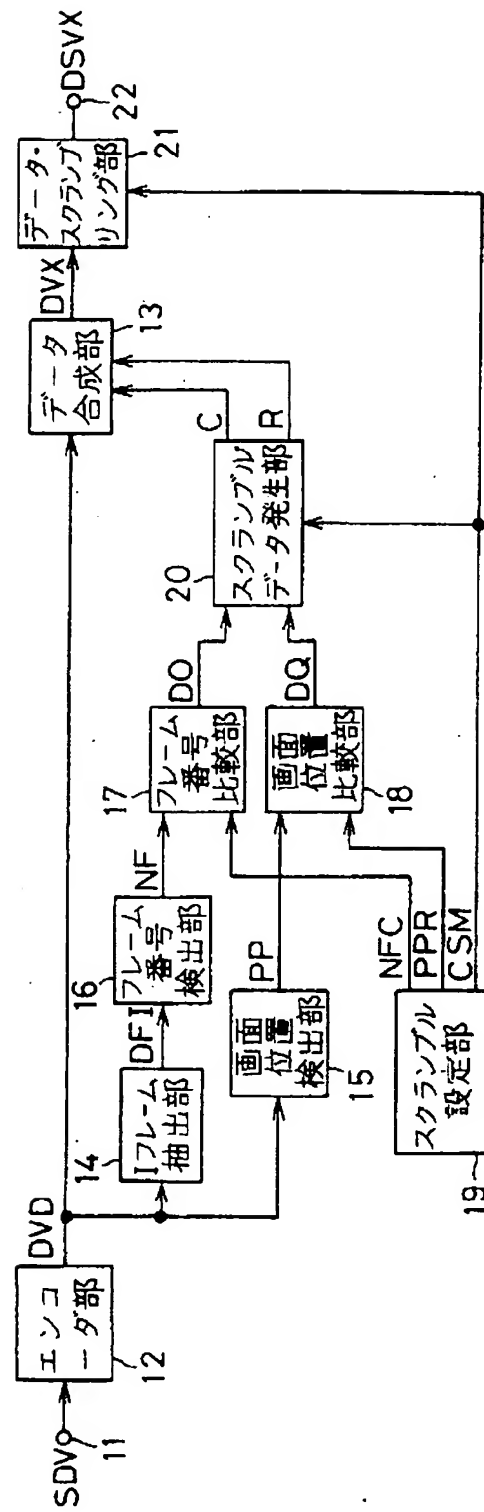 SDV
11
エンコ
ーダ部
12
DVD
14
Iフレーム
抽出部
DFI
16
フレーム
番号
検出部
NF
17
フレーム
番号
比較部
DO
画面
位置
検出部
15
PP
画面
位置
比較部
18
DQ
スクランブル
設定部
19
NFC
PPR
CSM
20
スクランブル
データ発生部
C
R
データ
合成部
13
DVX
データ・
スクランブ
リング部
21
22
DSVX